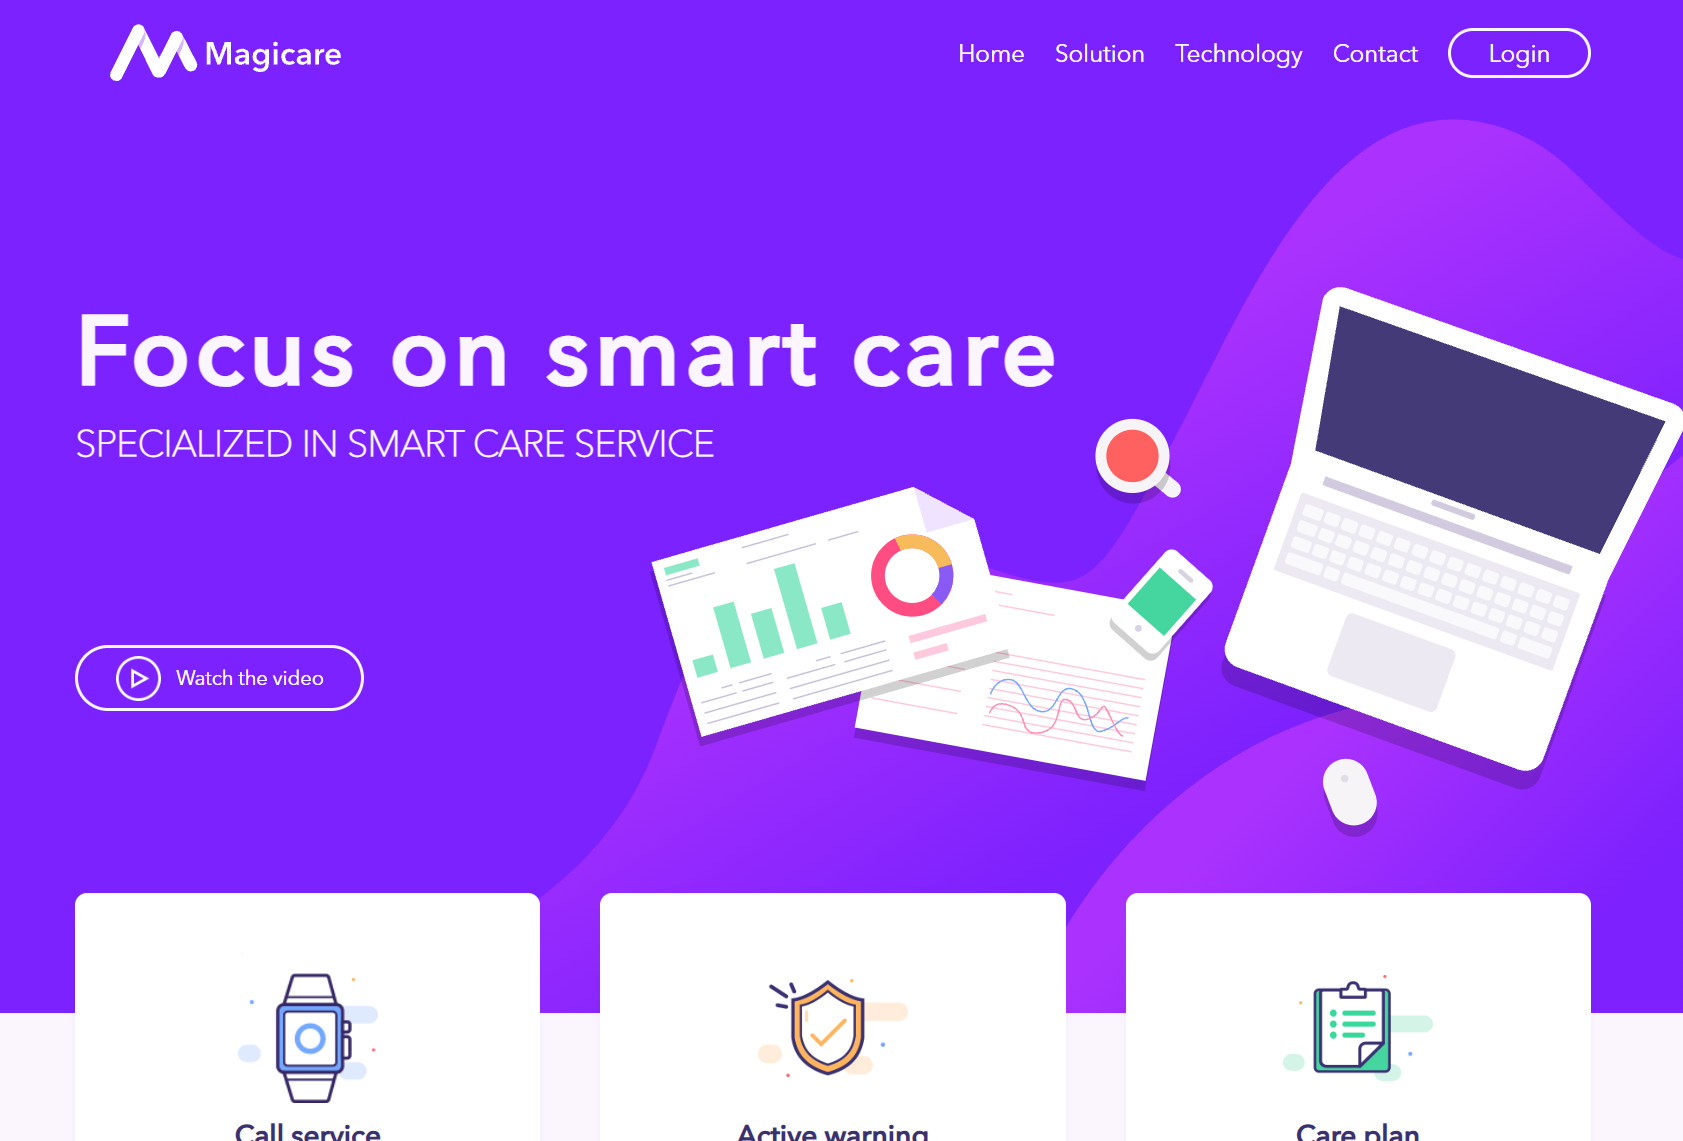 Magicare
Home Solution Technology Contact Login
Focus on smart care
SPECIALIZED IN SMART CARE SERVICE
Watch the video
Call service
Active warning
Care plan